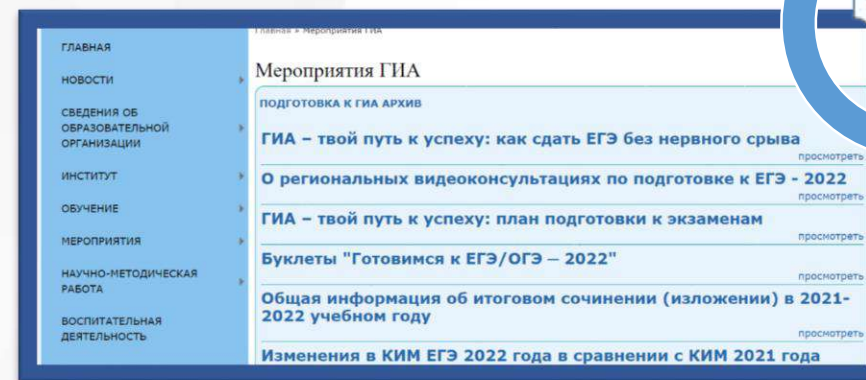 Главная » Мероприятия ГИА
ГЛАВНАЯ
НОВОСТИ
СВЕДЕНИЯ ОБ
ОБРАЗОВАТЕЛЬНОЙ
ОРГАНИЗАЦИИ
ИНСТИТУТ
ОБУЧЕНИЕ
МЕРОПРИЯТИЯ
НАУЧНО-МЕТОДИЧЕСКАЯ
РАБОТА
ВОСПИТАТЕЛЬНАЯ
ДЕЯТЕЛЬНОСТЬ
Мероприятия ГИА
ПОДГОТОВКА К ГИА АРХИВ
ГИА – твой путь к успеху: как сдать ЕГЭ без нервного срыва
просмотреть
О региональных видеоконсультациях по подготовке к ЕГЭ - 2022
просмотреть
ГИА – твой путь к успеху: план подготовки к экзаменам
просмотреть
Буклеты "Готовимся к ЕГЭ/ОГЭ — 2022"
просмотреть
Общая информация об итоговом сочинении (изложении) в 2021-
2022 учебном году
просмотреть
Изменения в КИМ ЕГЭ 2022 года в сравнении с КИМ 2021 года